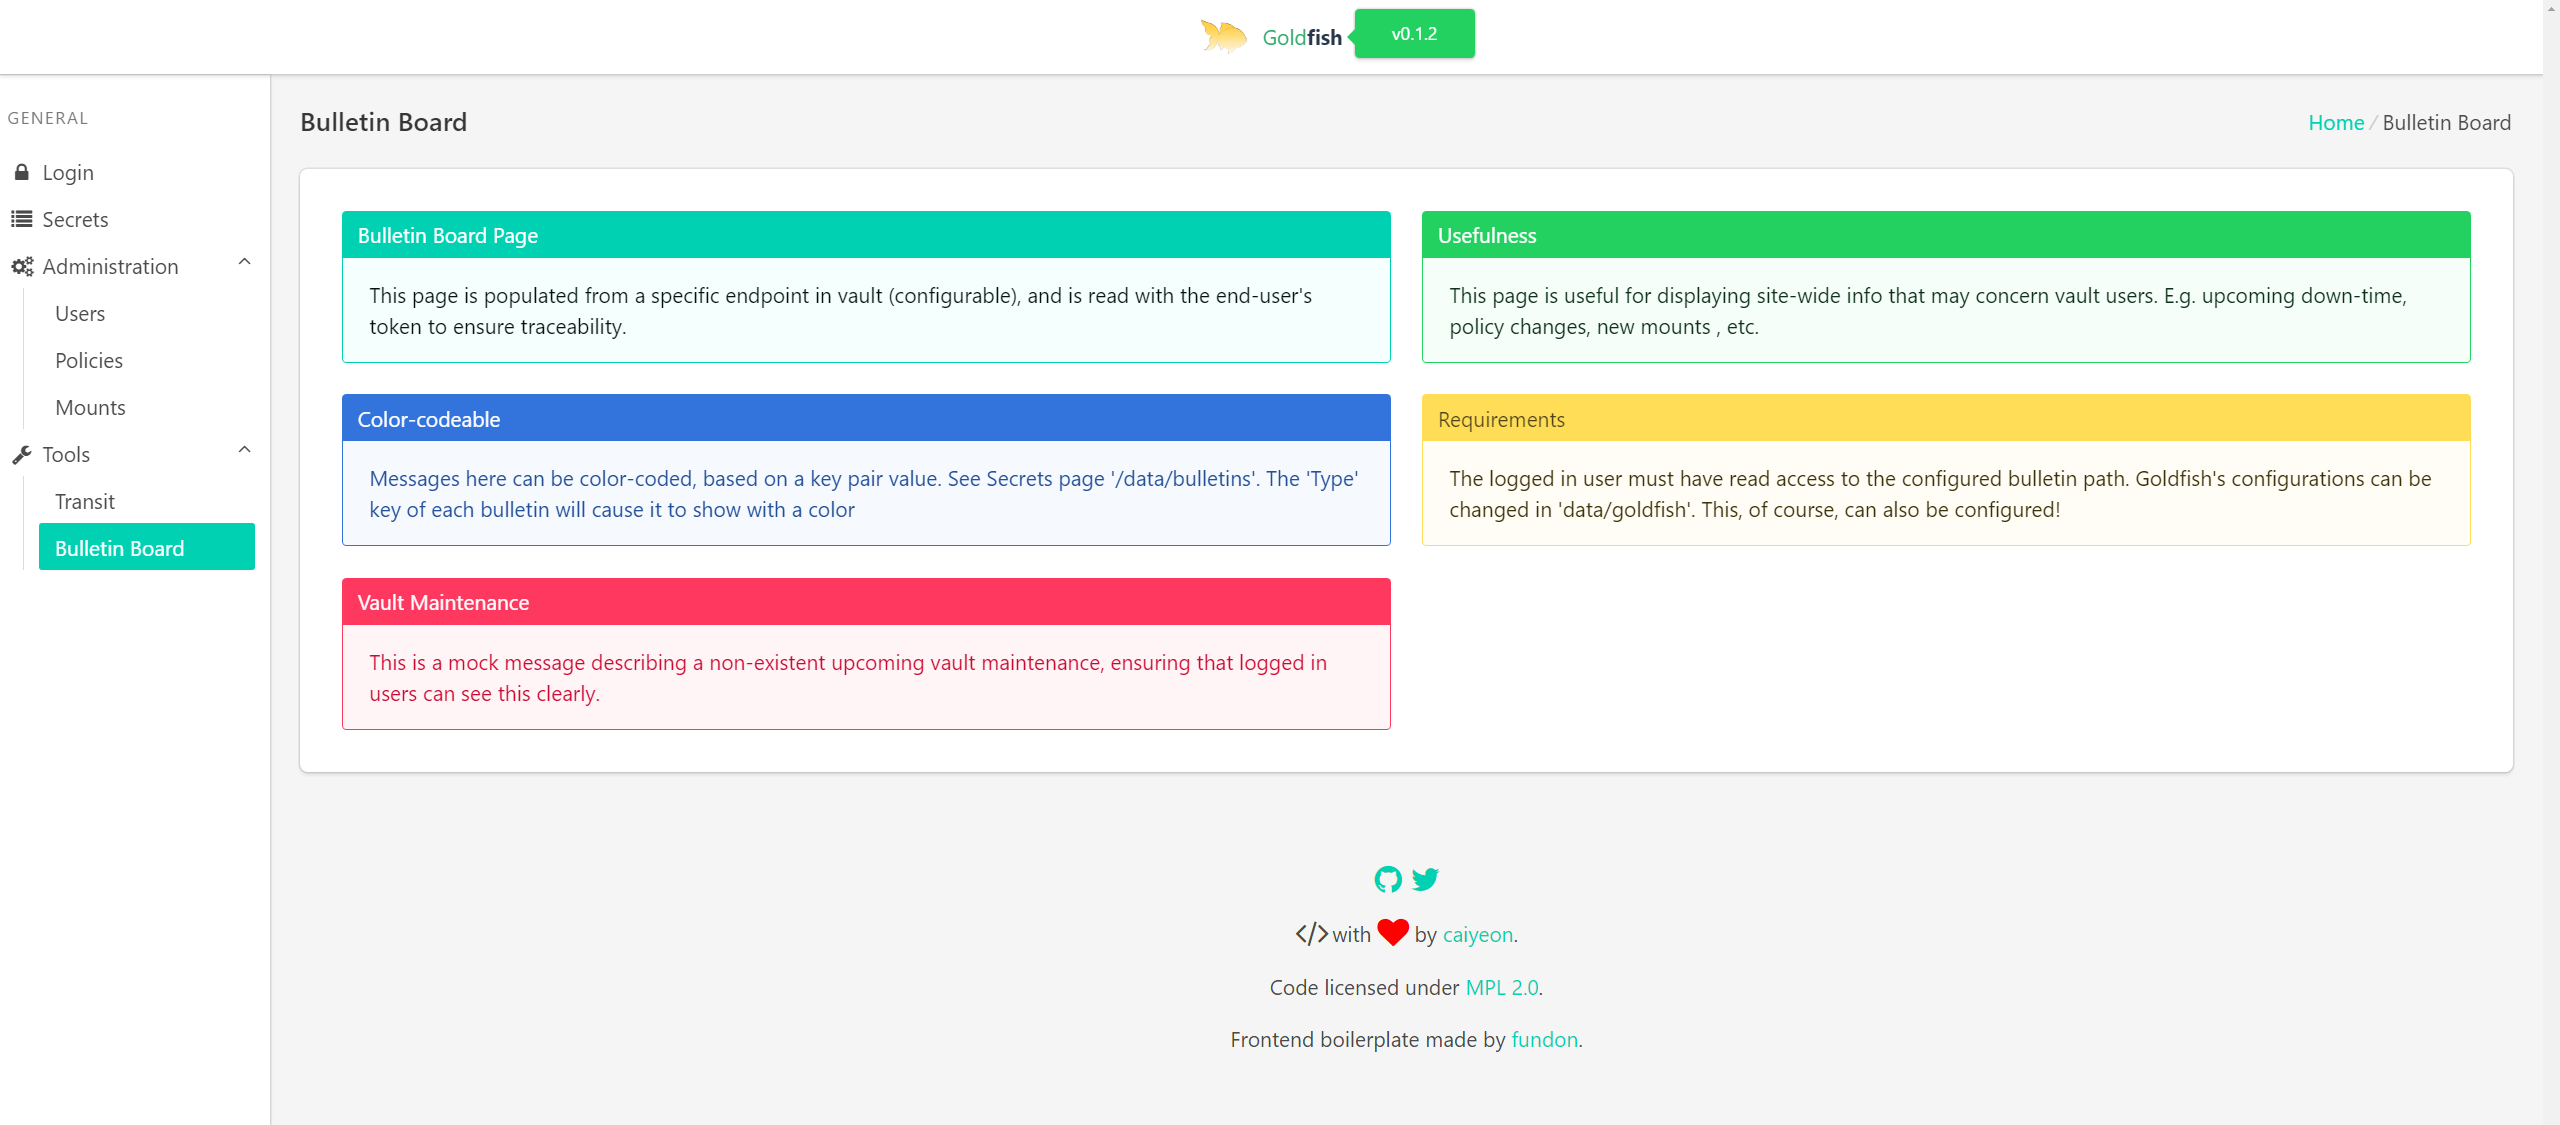 Goldfish
v0.1.2
GENERAL
Login
Secrets
Administration
Users
Policies
Mounts
Tools
Transit
Bulletin Board
Bulletin Board
Home / Bulletin Board
Bulletin Board Page
This page is populated from a specific endpoint in vault (configurable), and is read with the end-user's
token to ensure traceability.
Usefulness
This page is useful for displaying site-wide info that may concern vault users. E.g. upcoming down-time,
policy changes, new mounts , etc.
Color-codeable
Messages here can be color-coded, based on a key pair value. See Secrets page '/data/bulletins'. The 'Type'
key of each bulletin will cause it to show with a color
Requirements
The logged in user must have read access to the configured bulletin path. Goldfish's configurations can be
changed in 'data/goldfish'. This, of course, can also be configured!
Vault Maintenance
This is a mock message describing a non-existent upcoming vault maintenance, ensuring that logged in
users can see this clearly.
</> with ❤ by caiyeon.
Code licensed under MPL 2.0.
Frontend boilerplate made by fundon.